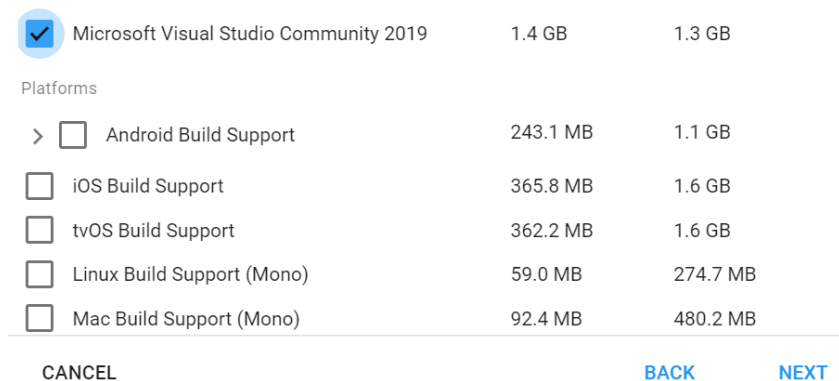 Microsoft Visual Studio Community 2019 1.4 GB 1.3 GB
Platforms
Android Build Support 243.1 MB 1.1 GB
iOS Build Support 365.8 MB 1.6 GB
tvOS Build Support 362.2 MB 1.6 GB
Linux Build Support (Mono) 59.0 MB 274.7 MB
Mac Build Support (Mono) 92.4 MB 480.2 MB
CANCEL BACK NEXT